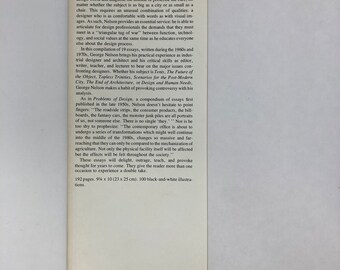 matter whether the subject is as big as a city or as small as a
chair. This requires an unusual combination of qualities: a
designer who is as comfortable with words as with visual ide-
as. Such, Nelson provides an essential service: he is able to
articulate for design professionals the demands that they must
meet in a "triangular tug of war" between function, technol-
ogy, and social values at the same time as he educates everyone
else about the design process.
In this compilation of 19 essays, written during the 1960s and
1970s, George Nelson brings his practical experience as indus-
trial designer and architect and his critical skills as editor,
writer, teacher, and lecturer to bear on the major issues con-
fronting designers. Whether his subject is Time, The Future of
the Object, Topless Trinities, Scenarios for the Post-Modern
City, The End of Architecture, or Design and Human Needs,
George Nelson makes a habit of provoking controversy with his
analysis.
As in Problems of Design, a compendium of essays first
published in the late 1950s, Nelson doesn't hesitate to point
fingers. "The roadside strips, the consumer products, the bill-
boards, the fantasy cars, the monster junk piles are all portraits
of us, not someone else. There is no single 'they'." Nor is he
too shy to prophesize: "The contemporary office is about to
undergo a series of transformations which might well continue
into the middle of the 1990s, changes so massive and far-
reaching that they can only be compared to the mechanization of
agriculture. Not only the physical facility itself will be affected
but the effects will be felt throughout the society."
These essays will delight, outrage, teach, and provoke
thought for years to come. They give the reader more than one
occasion to experience a double take.
192 pages. 9⅛ x 10 (23 x 25 cm). 100 black-and-white illustra-
tions.